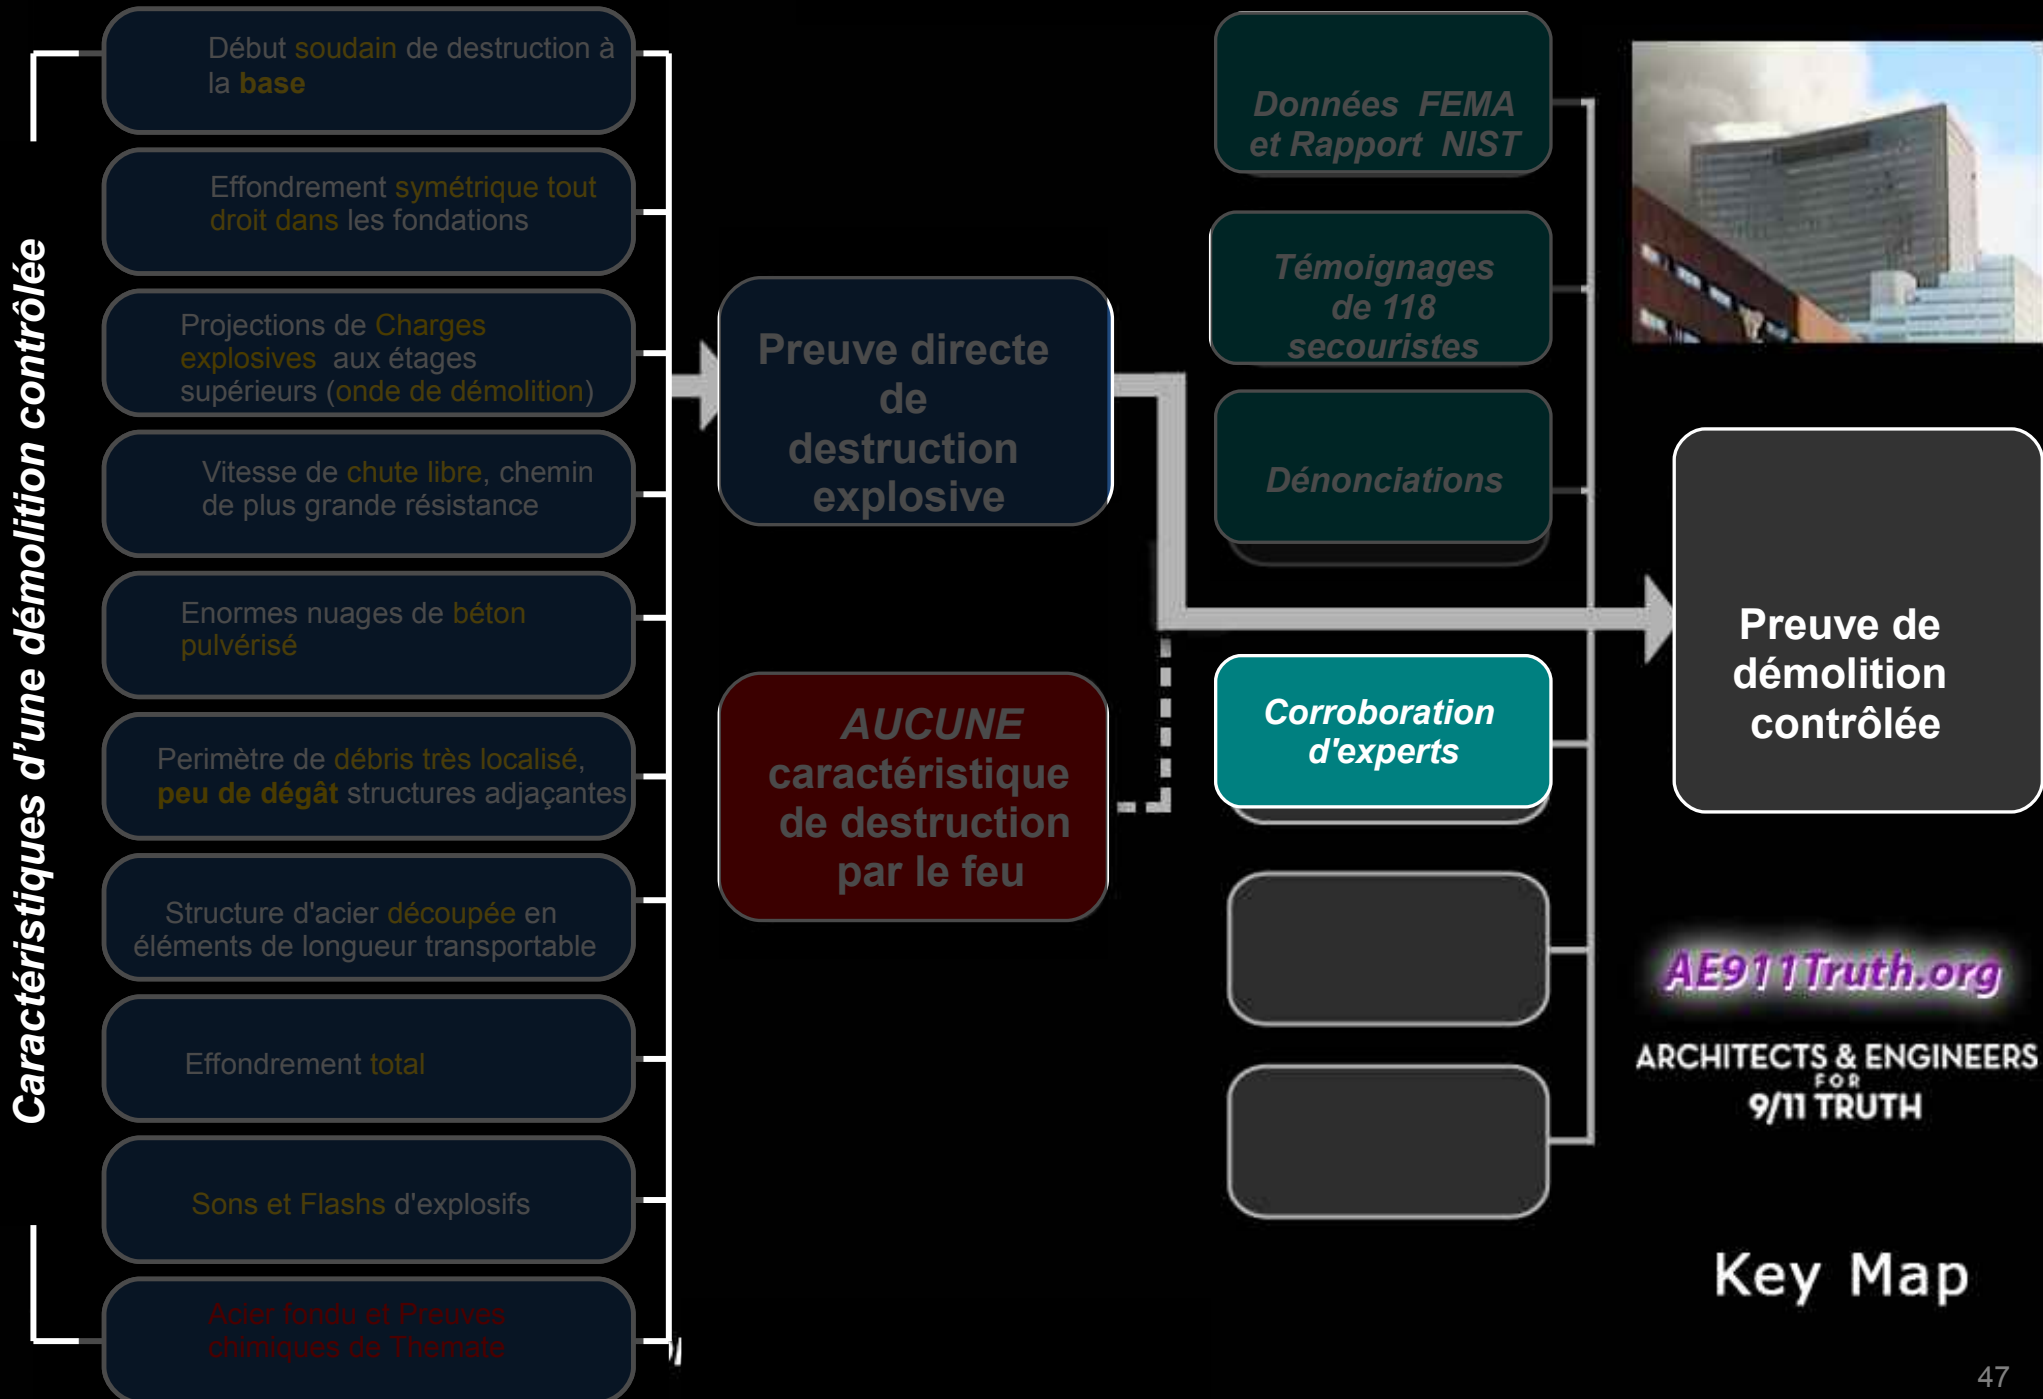 Caractéristiques d'une démolition contrôlée
Début soudain de destruction à
la base
Effondrement symétrique tout
droit dans les fondations
Projections de Charges
explosives aux étages
supérieurs (onde de démolition)
Vitesse de chute libre, chemin
de plus grande résistance
Enormes nuages de béton
pulvérisé
Perimètre de débris très localisé,
peu de dégât structures adjaçantes
Structure d'acier découpée en
éléments de longueur transportable
Effondrement total
Sons et Flashs d'explosifs
Acier fondu et Preuves
chimiques de Themate
Preuve directe
de
destruction
explosive
AUCUNE
caractéristique
de destruction
par le feu
Données FEMA
et Rapport NIST
Témoignages
de 118
secouristes
Dénonciations
Corroboration
d'experts
Preuve de
démolition
contrôlée
AE911Truth.org
ARCHITECTS & ENGINEERS
FOR
9/11 TRUTH
Key Map
47